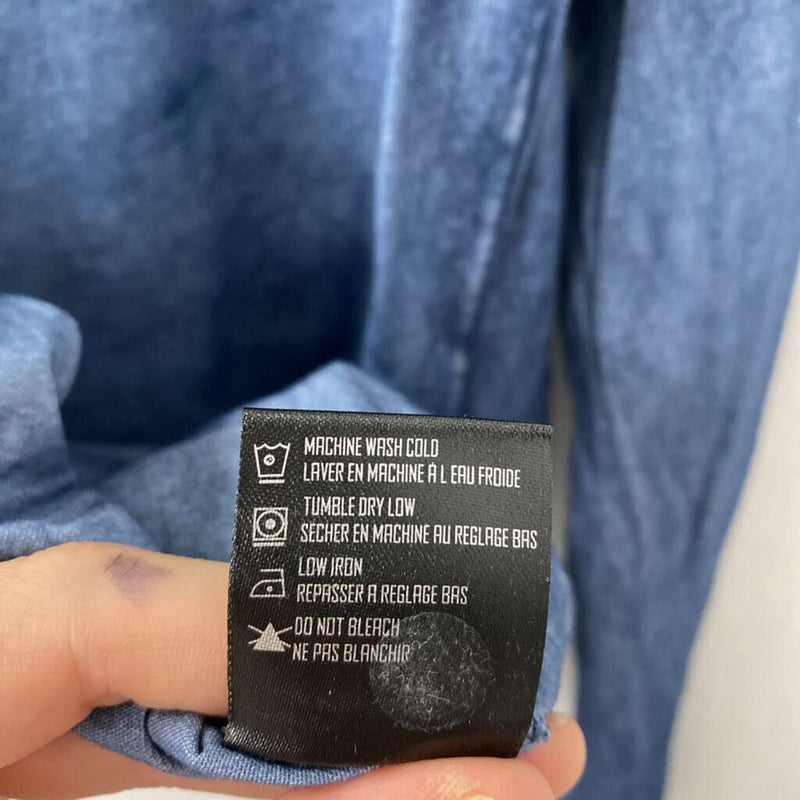 MACHINE WASH COLD
LAVER EN MACHINE À L EAU FROIDE
TUMBLE DRY LOW
SECHER EN MACHINE AU REGLAGE BAS
LOW IRON
REPASSER A REGLAGE BAS
DO NOT BLEACH
NE PAS BLANCHIR